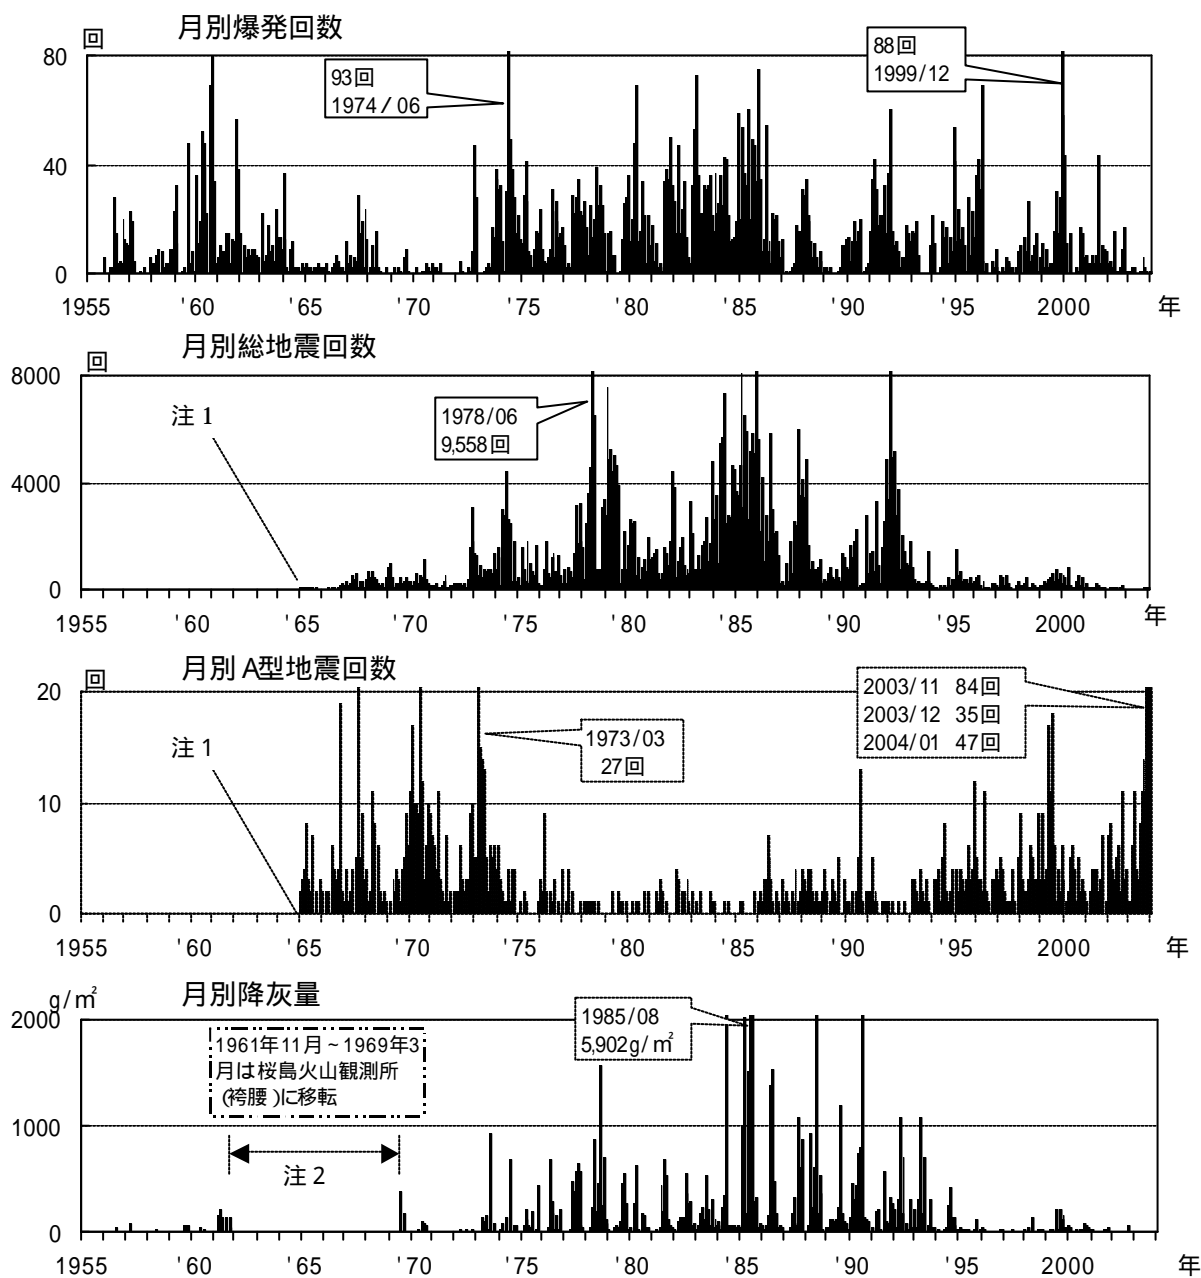 月別爆発回数
回
80
40
0
93回
1974/06
88回
1999/12
1955 '60 '65 '70 '75 '80 '85 '90 '95 2000 年
月別総地震回数
回
8000
4000
0
注1
1978/06
9,558回
1955 '60 '65 '70 '75 '80 '85 '90 '95 2000 年
月別A型地震回数
回
20
10
0
注1
1973/03
27回
2003/11 84回
2003/12 35回
2004/01 47回
1955 '60 '65 '70 '75 '80 '85 '90 '95 2000 年
月別降灰量
g/㎡
2000
1000
0
1961年11月~1969年3
月は桜島火山観測所
(袴腰)に移転
注2
1985/08
5,902g/㎡
1955 '60 '65 '70 '75 '80 '85 '90 '95 2000 年